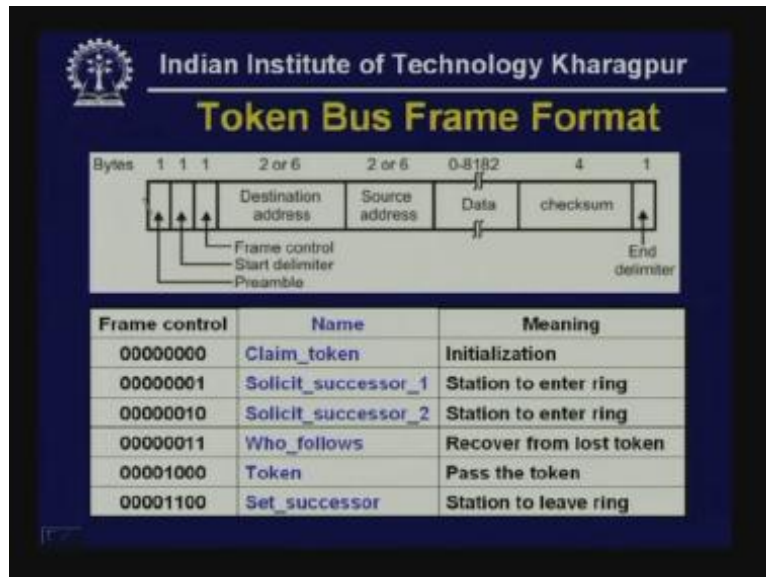 Indian Institute of Technology Kharagpur
Token Bus Frame Format
Bytes 1 1 1 2 or 6 2 or 6 0-8182 4 1
Destination address Source address Data checksum
Frame control
Start delimiter
Preamble
End delimiter
Frame control Name Meaning
00000000 Claim_token Initialization
00000001 Solicit_successor_1 Station to enter ring
00000010 Solicit_successor_2 Station to enter ring
00000011 Who_follows Recover from lost token
00001000 Token Pass the token
00001100 Set_successor Station to leave ring